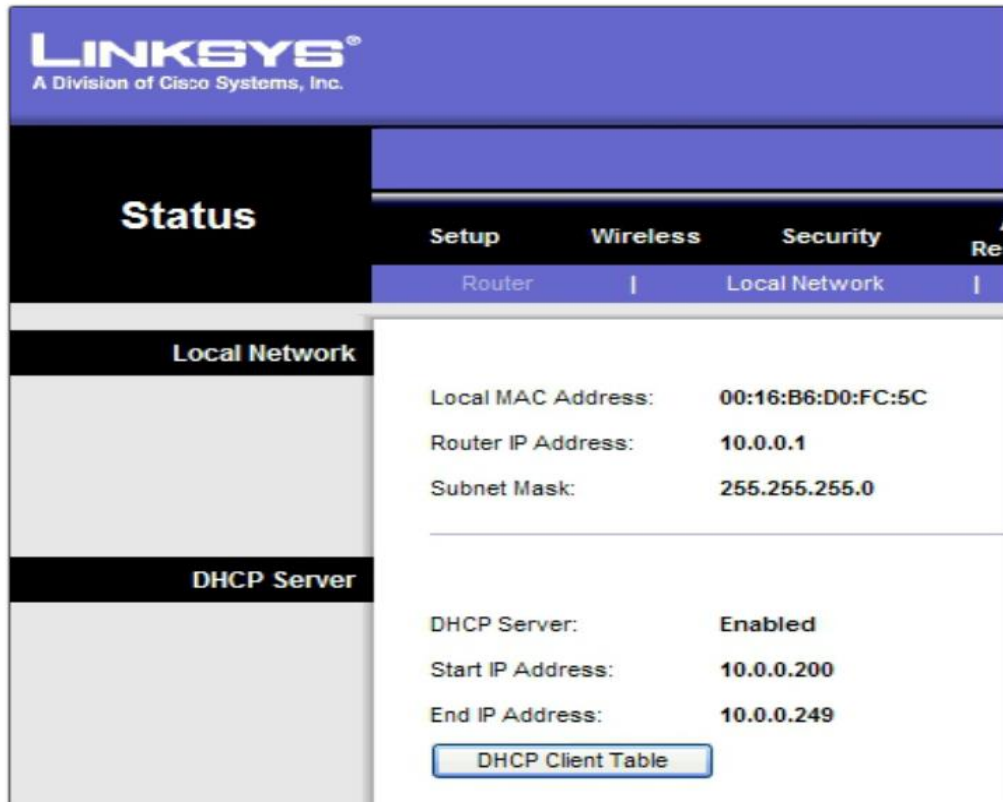 LINKSYS®
A Division of Cisco Systems, Inc.
Status
Setup Wireless Security
Router | Local Network |
Local Network
Local MAC Address: 00:16:B6:D0:FC:5C
Router IP Address: 10.0.0.1
Subnet Mask: 255.255.255.0
DHCP Server
DHCP Server: Enabled
Start IP Address: 10.0.0.200
End IP Address: 10.0.0.249
DHCP Client Table